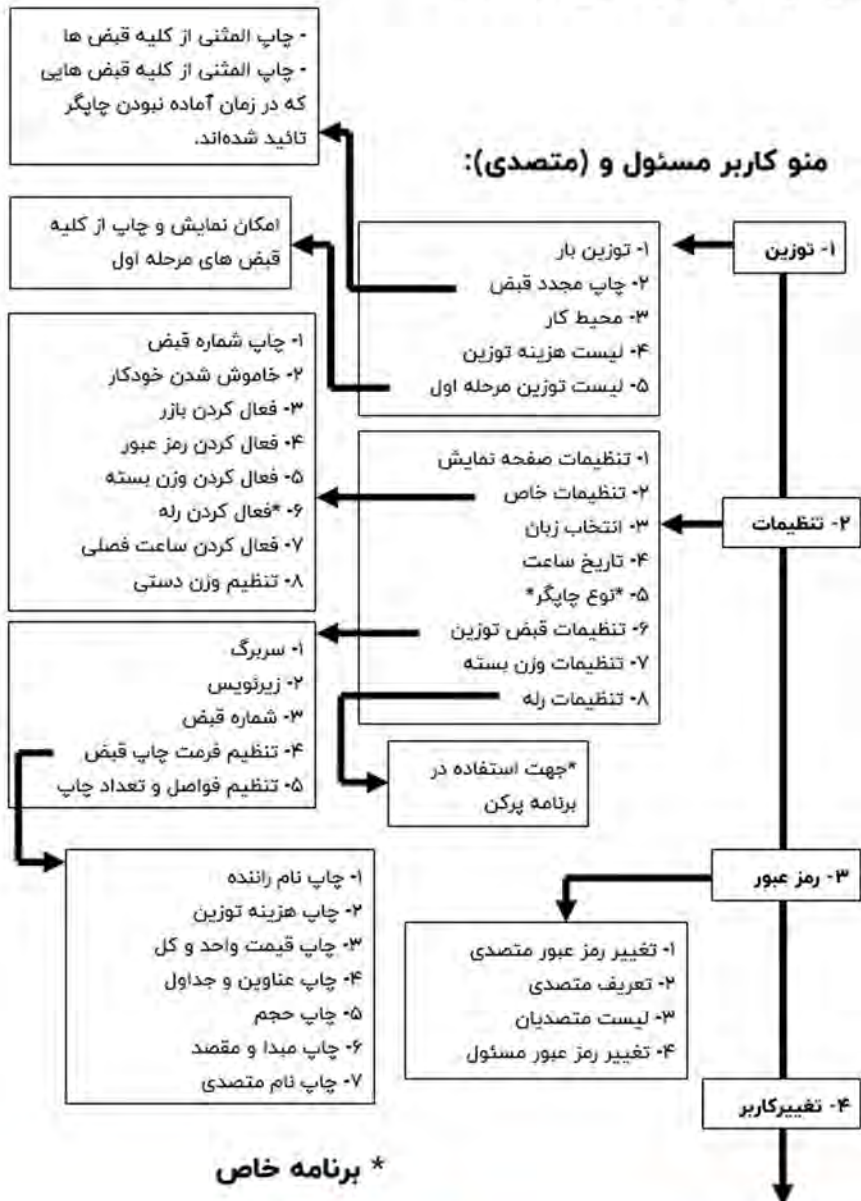 منو کاربر مسئول و (متصدی):
۱- توزین
۱- توزین بار
۲- چاپ مجدد قبض
۳- محیط کار
۴- لیست هزینه توزین
۵- لیست توزین مرحله اول
- چاپ المثنی از کلیه قبض ها
- چاپ المثنی از کلیه قبض هایی
که در زمان آماده نبودن چاپگر
تائید شده‌اند.
امکان نمایش و چاپ از کلیه
قبض های مرحله اول
۲- تنظیمات
۱- تنظیمات صفحه نمایش
۲- تنظیمات خاص
۳- انتخاب زبان
۴- تاریخ ساعت
۵- *نوع چاپگر*
۶- تنظیمات قبض توزین
۷- تنظیمات وزن بسته
۸- تنظیمات رله
۱- چاپ شماره قبض
۲- خاموش شدن خودکار
۳- فعال کردن بازر
۴- فعال کردن رمز عبور
۵- فعال کردن وزن بسته
۶- *فعال کردن رله
۷- فعال کردن ساعت فصلی
۸- تنظیم وزن دستی
۱- سربرگ
۲- زیرنویس
۳- شماره قبض
۴- تنظیم فرمت چاپ قبض
۵- تنظیم فواصل و تعداد چاپ
*جهت استفاده در
برنامه پرکن
۱- چاپ نام راننده
۲- چاپ هزینه توزین
۳- چاپ قیمت واحد و کل
۴- چاپ عناوین و جداول
۵- چاپ حجم
۶- چاپ مبدا و مقصد
۷- چاپ نام متصدی
۳- رمز عبور
۱- تغییر رمز عبور متصدی
۲- تعریف متصدی
۳- لیست متصدیان
۴- تغییر رمز عبور مسئول
۴- تغییرکاربر
* برنامه خاص